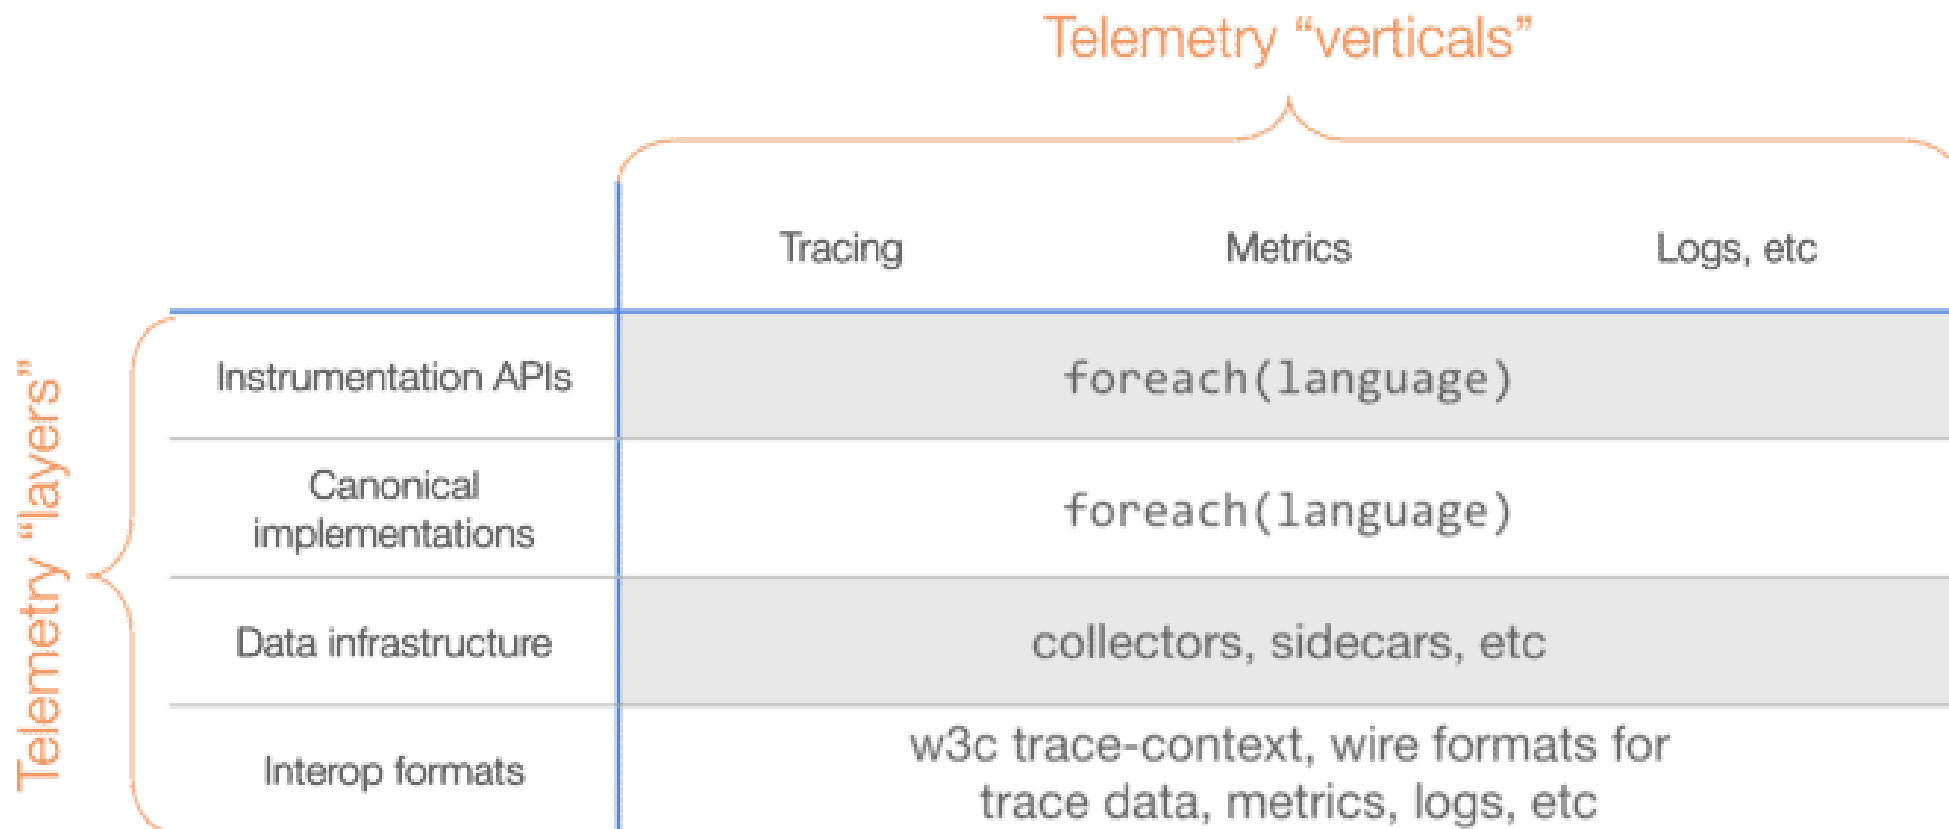 Telemetry “verticals”
Tracing Metrics Logs, etc
Telemetry “layers”
Instrumentation APIs foreach(language)
Canonical
implementations foreach(language)
Data infrastructure collectors, sidecars, etc
Interop formats w3c trace-context, wire formats for
trace data, metrics, logs, etc